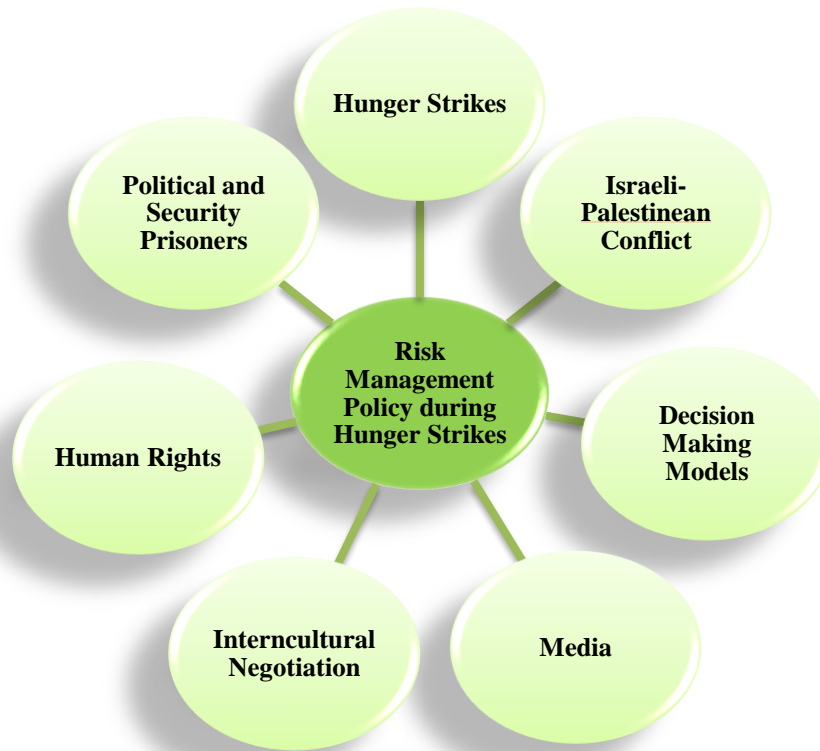 Hunger Strikes
Political and
Security
Prisoners
Israeli-
Palestinean
Conflict
Risk
Management
Policy during
Hunger Strikes
Human Rights
Decision
Making
Models
Interncultural
Negotiation
Media